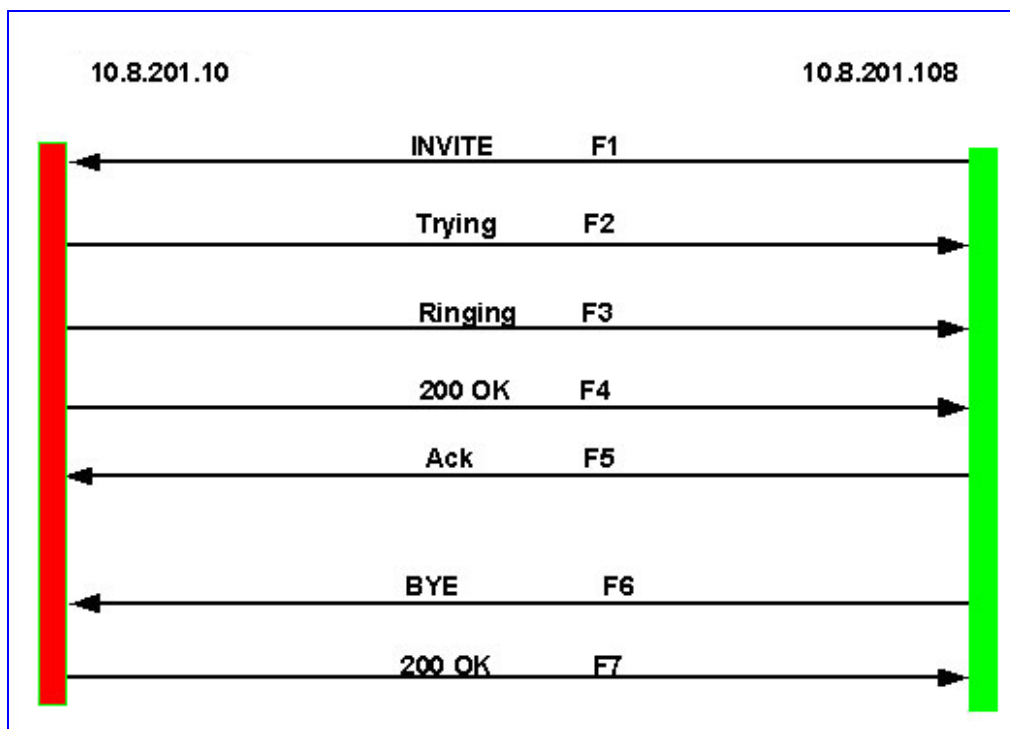 10.8.201.10 10.8.201.108
INVITE F1
Trying F2
Ringing F3
200 OK F4
Ack F5
BYE F6
200 OK F7